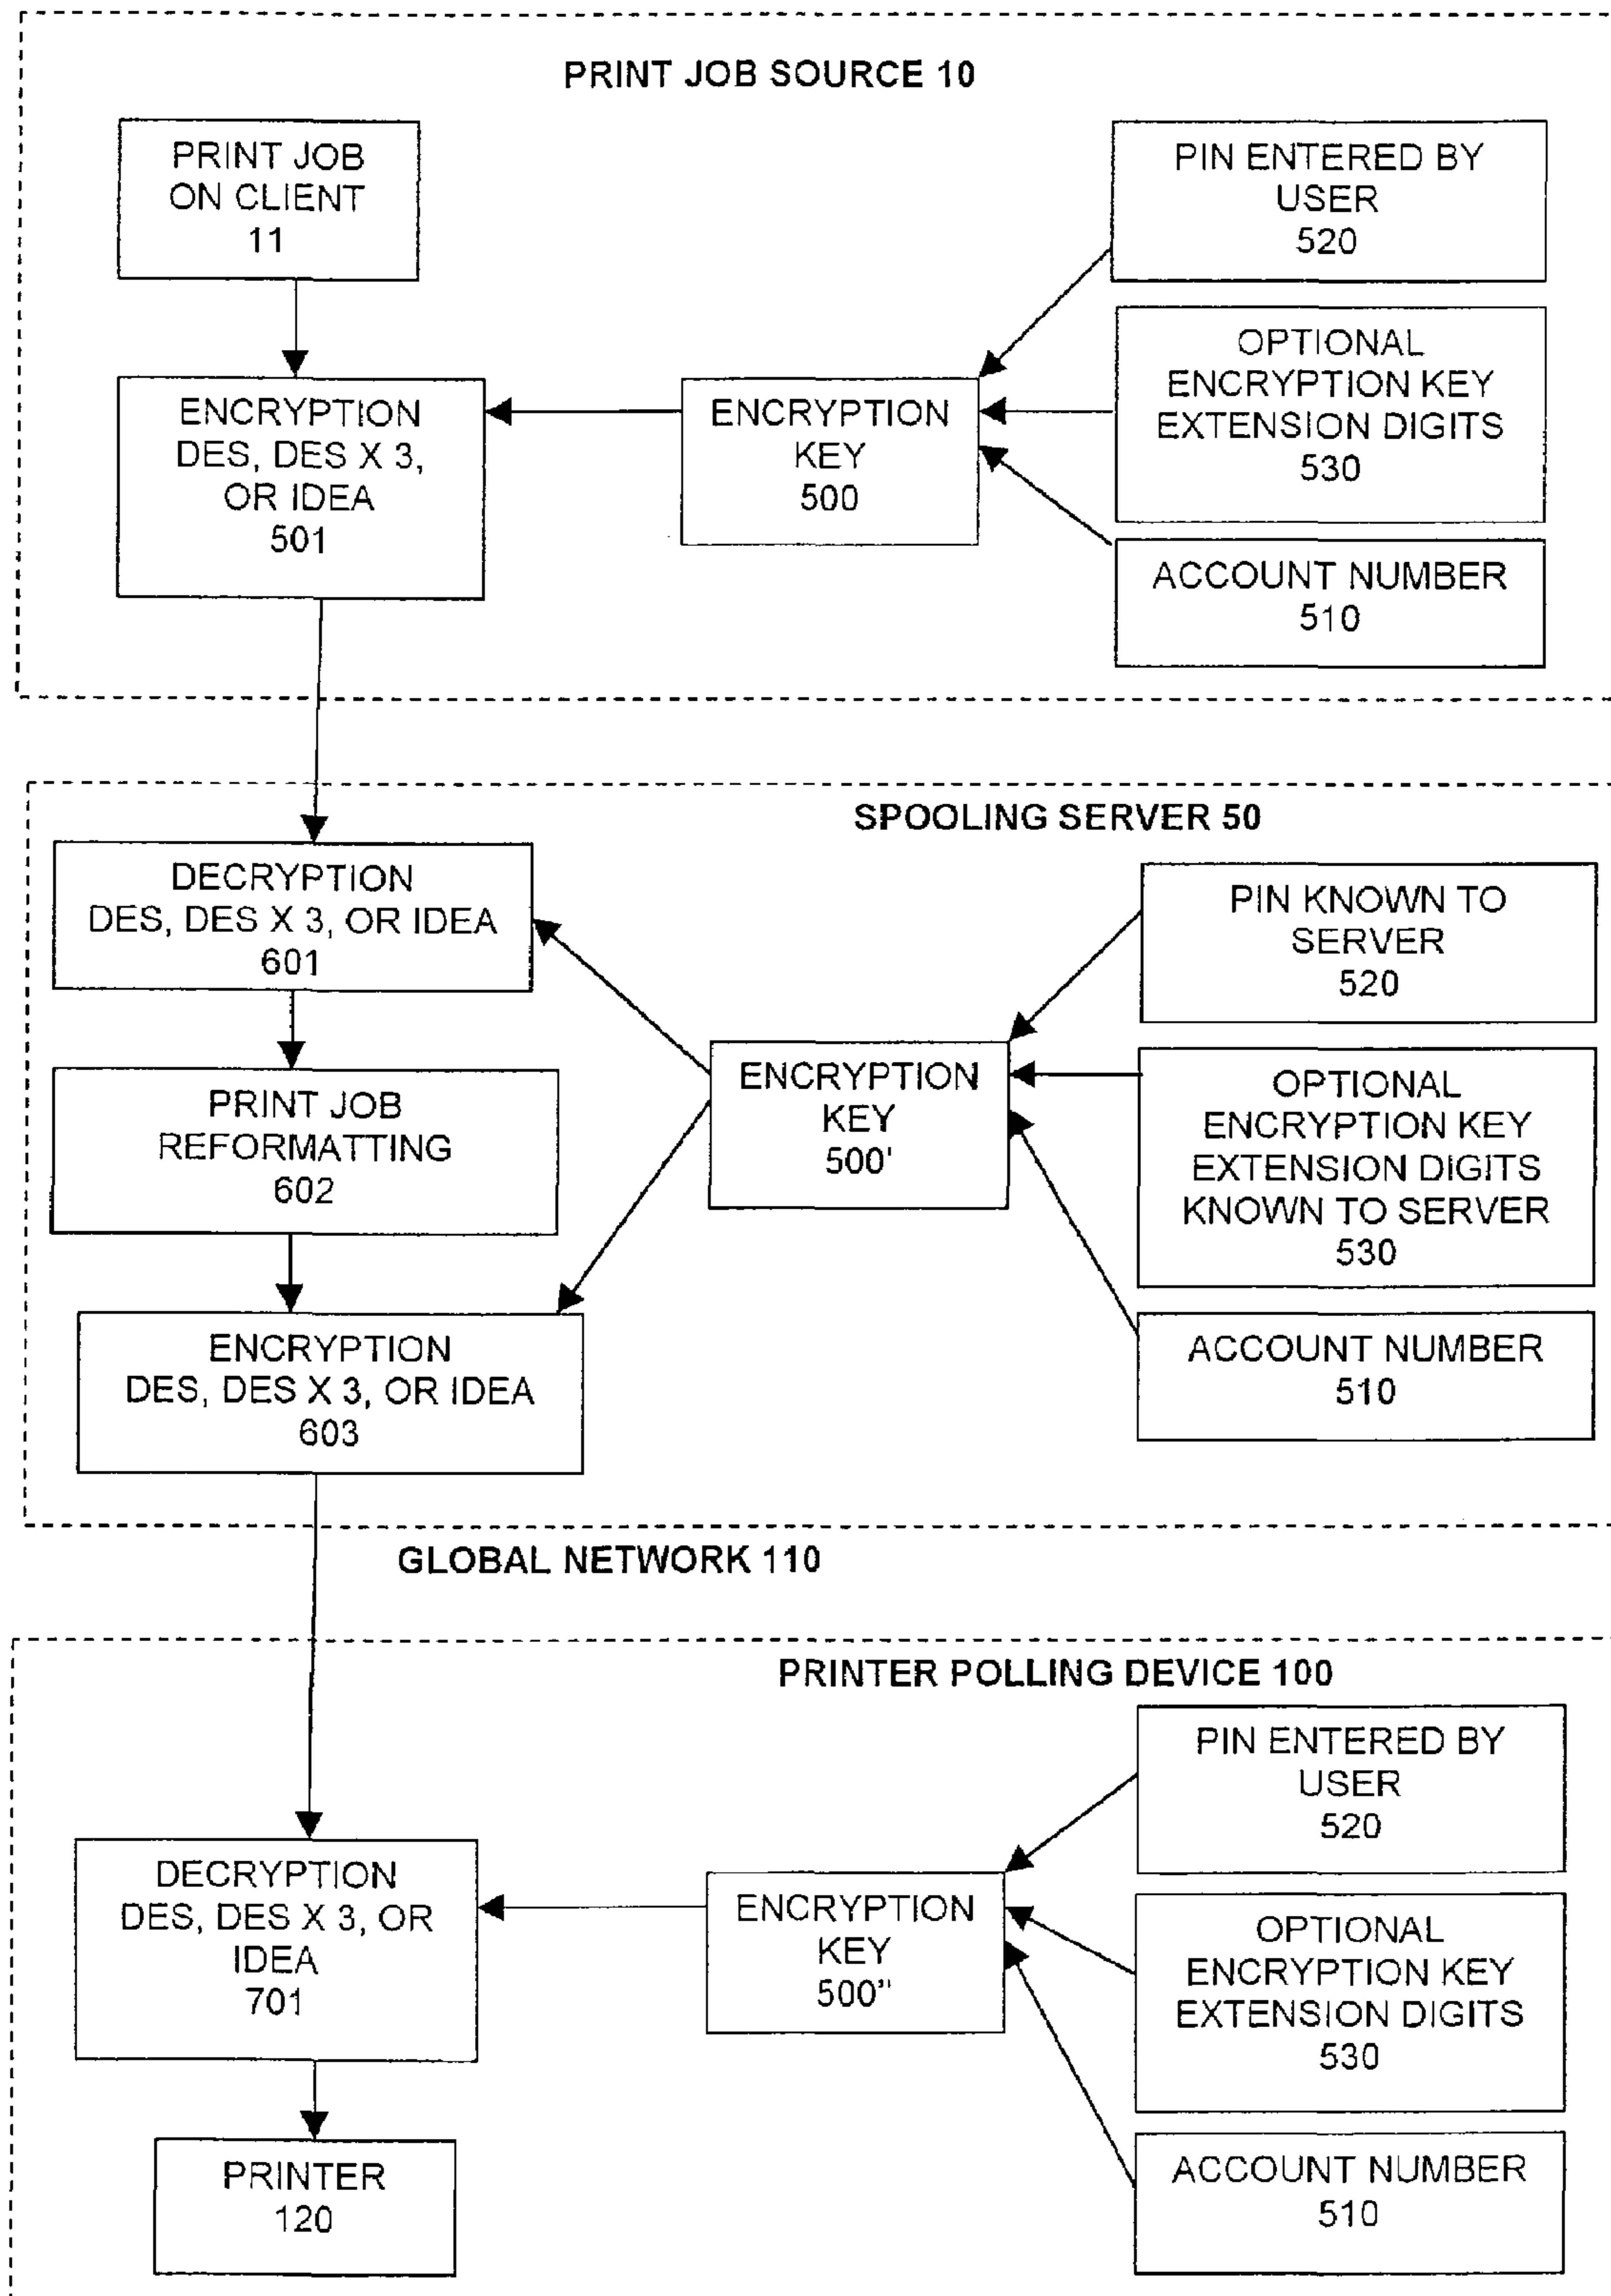 PRINT JOB SOURCE 10
PRINT JOB
ON CLIENT
11
PIN ENTERED BY
USER
520
OPTIONAL
ENCRYPTION KEY
EXTENSION DIGITS
530
ENCRYPTION
DES, DES X 3,
OR IDEA
501
ENCRYPTION
KEY
500
ACCOUNT NUMBER
510
SPOOLING SERVER 50
DECRYPTION
DES, DES X 3, OR IDEA
601
PIN KNOWN TO
SERVER
520
PRINT JOB
REFORMATTING
602
ENCRYPTION
KEY
500'
OPTIONAL
ENCRYPTION KEY
EXTENSION DIGITS
KNOWN TO SERVER
530
ENCRYPTION
DES, DES X 3, OR IDEA
603
ACCOUNT NUMBER
510
GLOBAL NETWORK 110
PRINTER POLLING DEVICE 100
PIN ENTERED BY
USER
520
DECRYPTION
DES, DES X 3, OR
IDEA
701
ENCRYPTION
KEY
500"
OPTIONAL
ENCRYPTION KEY
EXTENSION DIGITS
530
PRINTER
120
ACCOUNT NUMBER
510